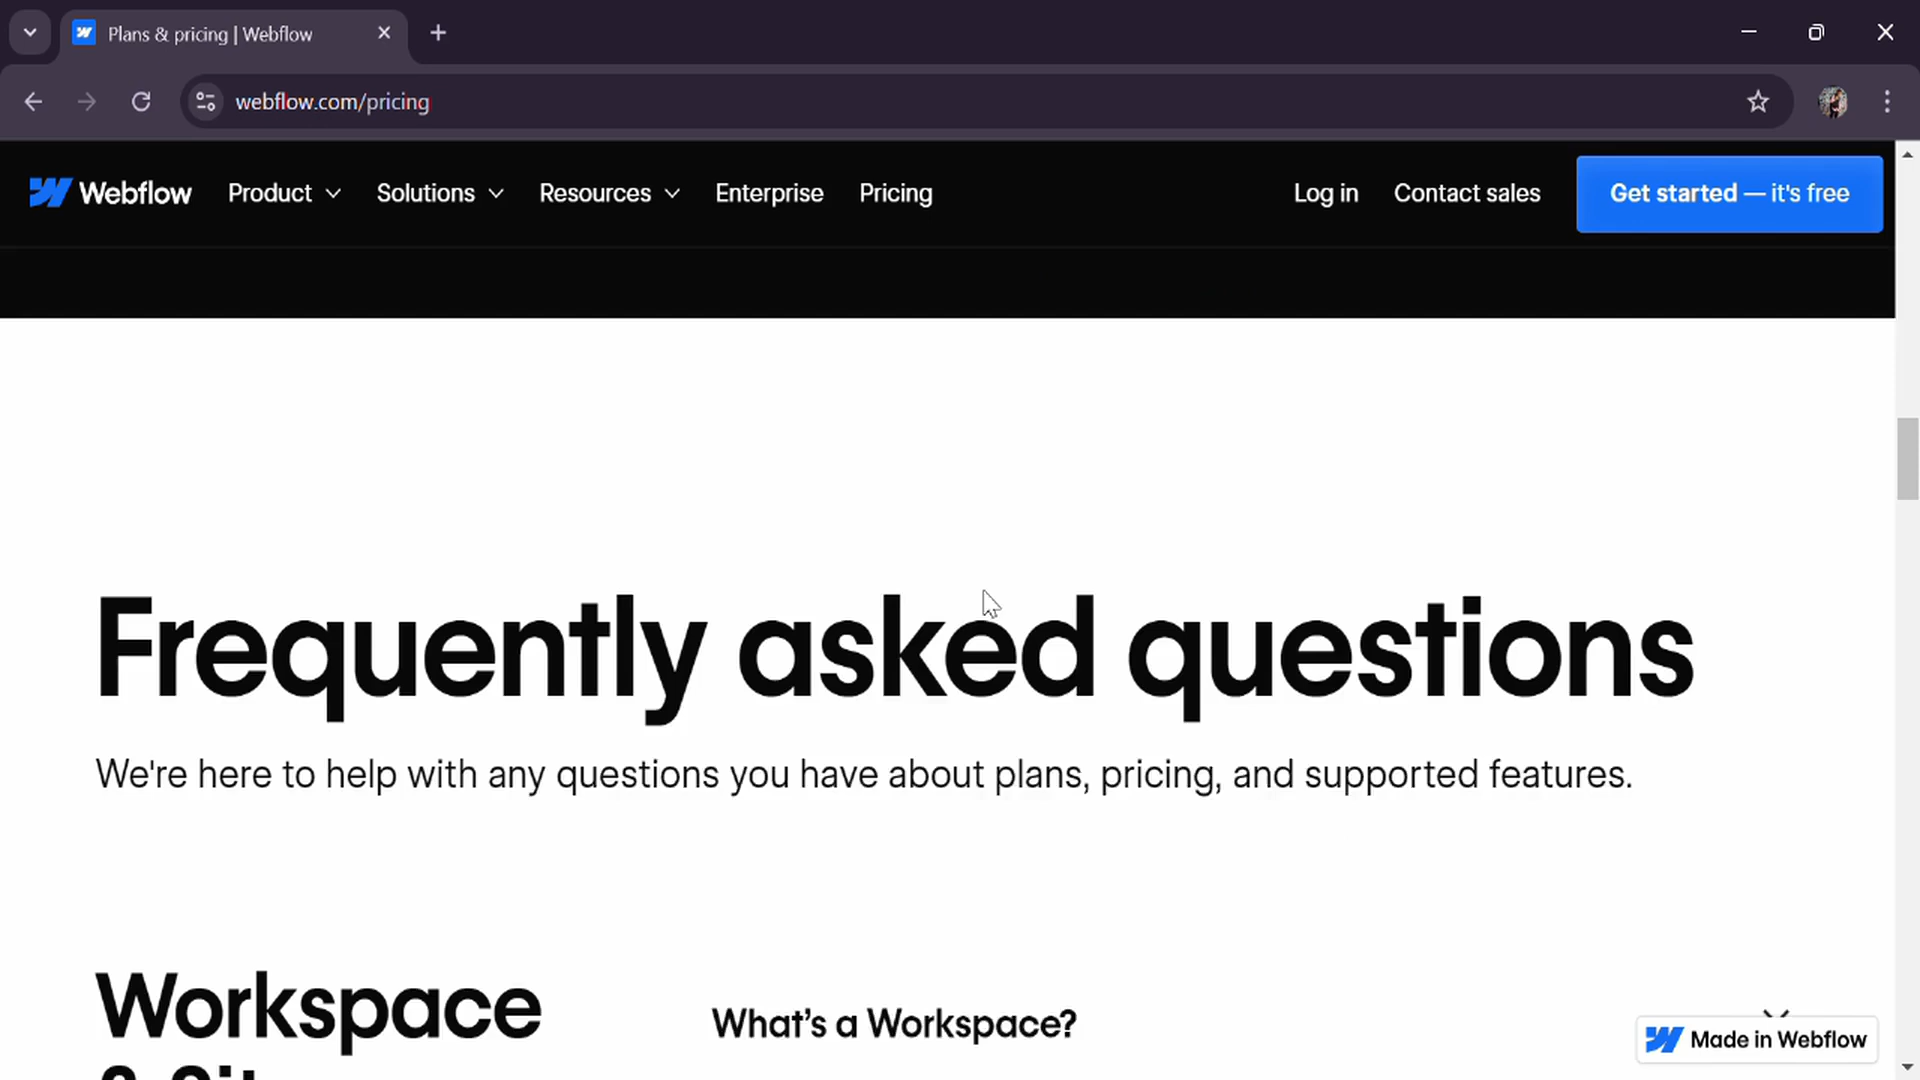 Plans & pricing | Webflow
webflow.com/pricing
Webflow Product Solutions Resources Enterprise Pricing Log in Contact sales Get started — it's free
Frequently asked questions
We're here to help with any questions you have about plans, pricing, and supported features.
Workspace
What's a Workspace?
Made in Webflow